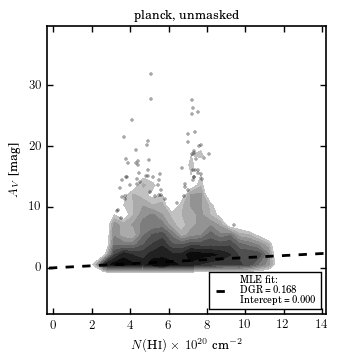 planck, unmasked
A_V [mag]
30
20
10
0
0 2 4 6 8 10 12 14
N(HI) × 10^20 cm^−2
MLE fit:
DGR = 0.168
Intercept = 0.000